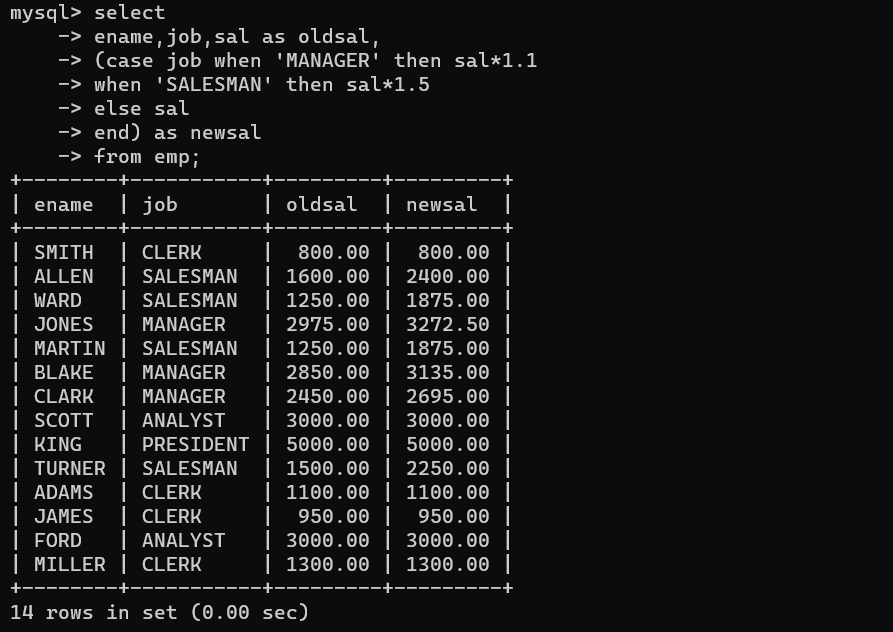 mysql> select
    -> ename,job,sal as oldsal,
    -> (case job when 'MANAGER' then sal*1.1
    -> when 'SALESMAN' then sal*1.5
    -> else sal
    -> end) as newsal
    -> from emp;
+--------+-----------+---------+---------+
| ename  | job       | oldsal  | newsal  |
+--------+-----------+---------+---------+
| SMITH  | CLERK     |  800.00 |  800.00 |
| ALLEN  | SALESMAN  | 1600.00 | 2400.00 |
| WARD   | SALESMAN  | 1250.00 | 1875.00 |
| JONES  | MANAGER   | 2975.00 | 3272.50 |
| MARTIN | SALESMAN  | 1250.00 | 1875.00 |
| BLAKE  | MANAGER   | 2850.00 | 3135.00 |
| CLARK  | MANAGER   | 2450.00 | 2695.00 |
| SCOTT  | ANALYST   | 3000.00 | 3000.00 |
| KING   | PRESIDENT | 5000.00 | 5000.00 |
| TURNER | SALESMAN  | 1500.00 | 2250.00 |
| ADAMS  | CLERK     | 1100.00 | 1100.00 |
| JAMES  | CLERK     |  950.00 |  950.00 |
| FORD   | ANALYST   | 3000.00 | 3000.00 |
| MILLER | CLERK     | 1300.00 | 1300.00 |
+--------+-----------+---------+---------+
14 rows in set (0.00 sec)